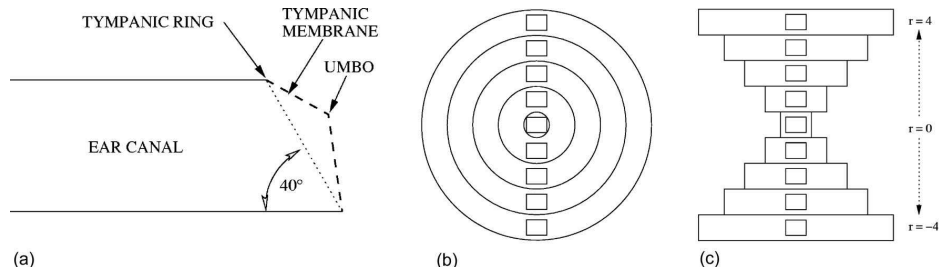 TYMPANIC RING
TYMPANIC
MEMBRANE
UMBO
EAR CANAL
40°
(a)
(b)
r = 4
r = 0
r = −4
(c)